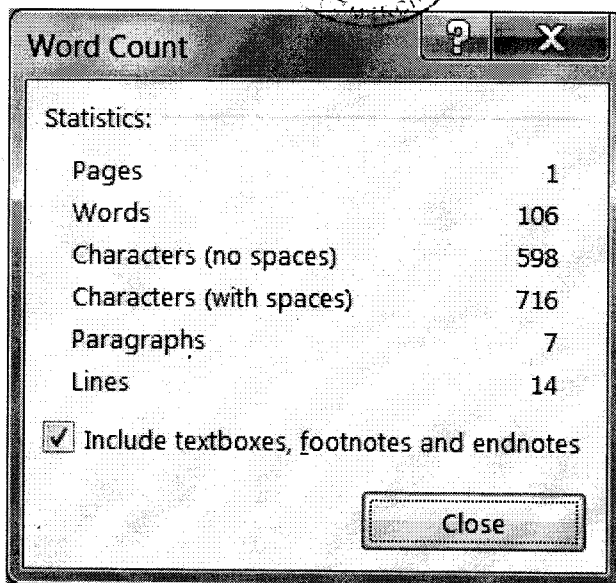 Word Count
Statistics:
Pages 1
Words 106
Characters (no spaces) 598
Characters (with spaces) 716
Paragraphs 7
Lines 14
Include textboxes, footnotes and endnotes
Close